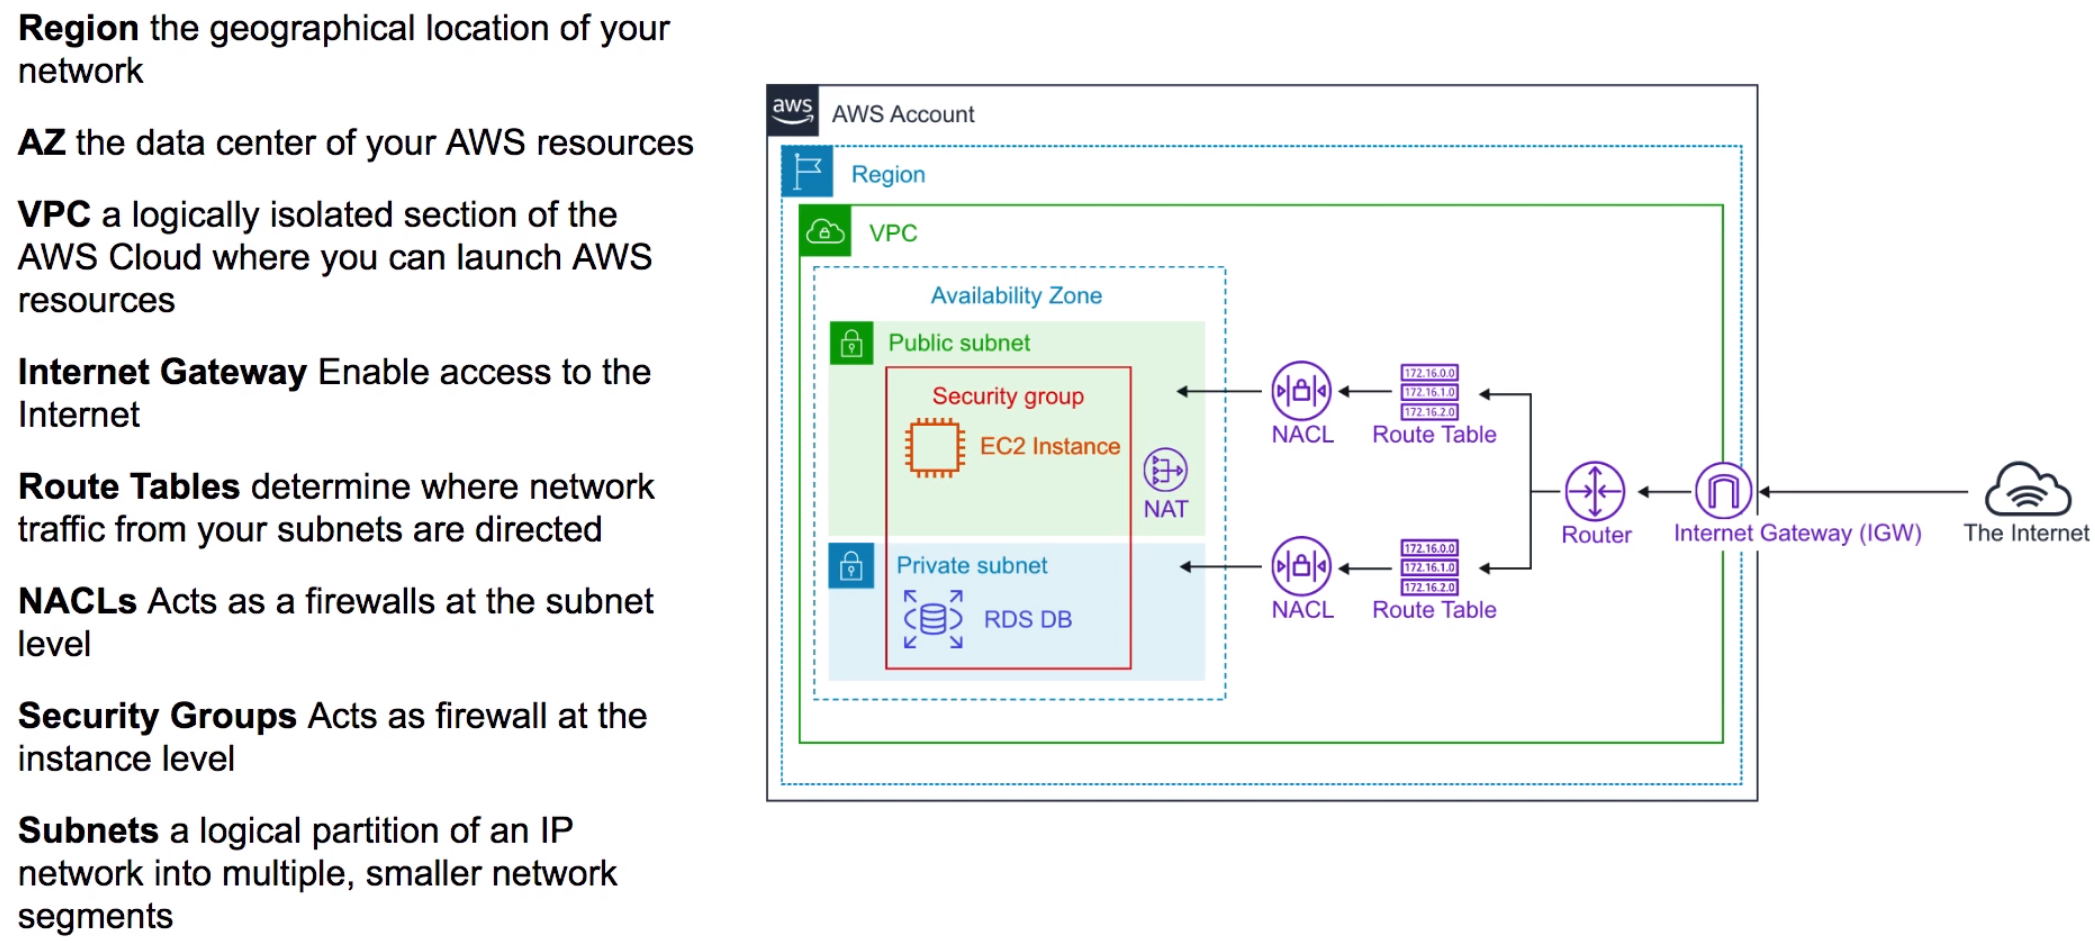 Region the geographical location of your
network
AZ the data center of your AWS resources
VPC a logically isolated section of the
AWS Cloud where you can launch AWS
resources
Internet Gateway Enable access to the
Internet
Route Tables determine where network
traffic from your subnets are directed
NACLs Acts as a firewalls at the subnet
level
Security Groups Acts as firewall at the
instance level
Subnets a logical partition of an IP
network into multiple, smaller network
segments
aws
AWS Account
Region
VPC
Availability Zone
Public subnet
Security group
EC2 Instance
NAT
Private subnet
RDS DB
NACL
172.16.0.0
172.16.1.0
172.16.2.0
Route Table
NACL
172.16.0.0
172.16.1.0
172.16.2.0
Route Table
Router
Internet Gateway (IGW)
The Internet